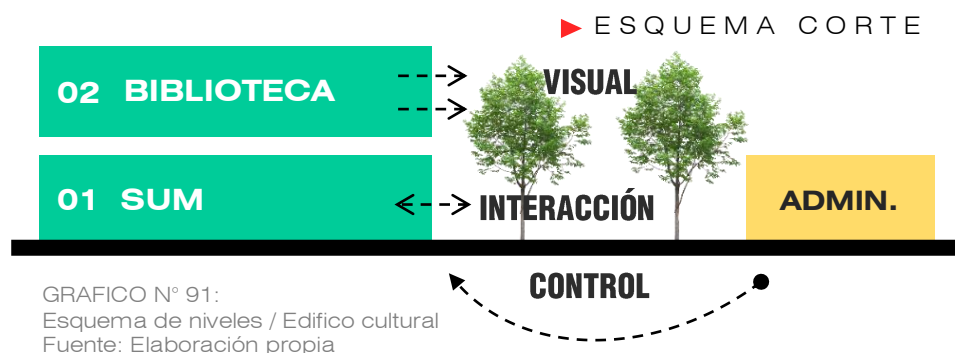 ESQUEMA CORTE
02 BIBLIOTECA
VISUAL
01 SUM
INTERACCIÓN
ADMIN.
CONTROL
GRAFICO N° 91:
Esquema de niveles / Edifico cultural
Fuente: Elaboración propia